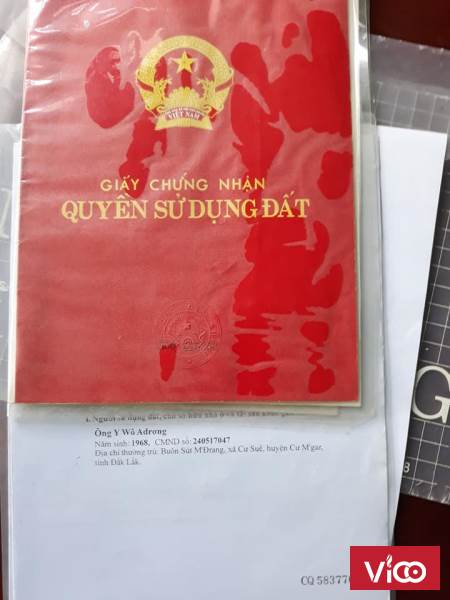 VIỆT NAM
GIẤY CHỨNG NHẬN
QUYỀN SỬ DỤNG ĐẤT
Ông Y Wô Adrơng
Năm sinh: 1968, CMND số: 240517047
Địa chỉ thường trú: Buôn Sút M'Đrang, xã Cư Suê, huyện Cư M'gar,
tỉnh Đắk Lắk.
G
8
CQ 58377
ViCO